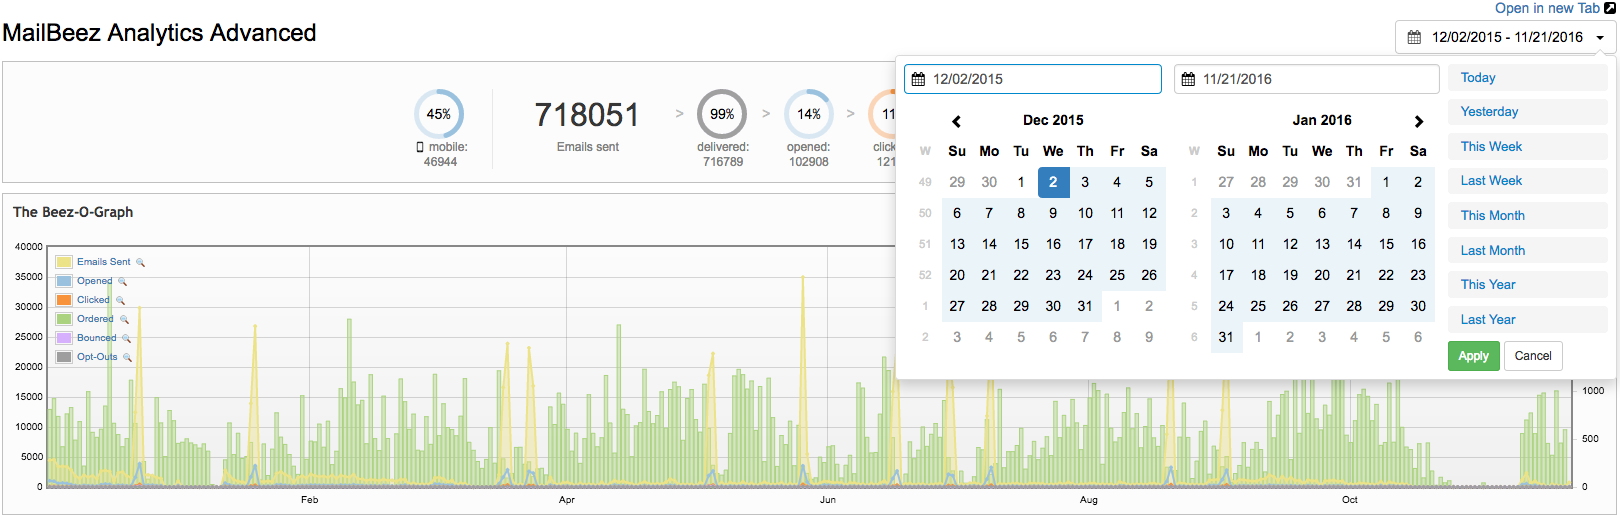 Open in new Tab
MailBeez Analytics Advanced
12/02/2015 - 11/21/2016
12/02/2015
11/21/2016
Today
Yesterday
This Week
Last Week
This Month
Last Month
This Year
Last Year
Apply
Cancel
Dec 2015
W Su Mo Tu We Th Fr Sa
49 29 30 1 2 3 4 5
50 6 7 8 9 10 11 12
51 13 14 15 16 17 18 19
52 20 21 22 23 24 25 26
1 27 28 29 30 31 1 2
2 3 4 5 6 7 8 9
Jan 2016
W Su Mo Tu We Th Fr Sa
1 27 28 29 30 31 1 2
2 3 4 5 6 7 8 9
3 10 11 12 13 14 15 16
4 17 18 19 20 21 22 23
5 24 25 26 27 28 29 30
6 31 1 2 3 4 5 6
45%
mobile:
46944
718051
Emails sent
>
99%
delivered:
716789
>
14%
opened:
102908
>
11
click
121
The Beez-O-Graph
40000
35000
30000
25000
20000
15000
10000
5000
0
Emails Sent
Opened
Clicked
Ordered
Bounced
Opt-Outs
1000
500
0
Feb
Apr
Jun
Aug
Oct